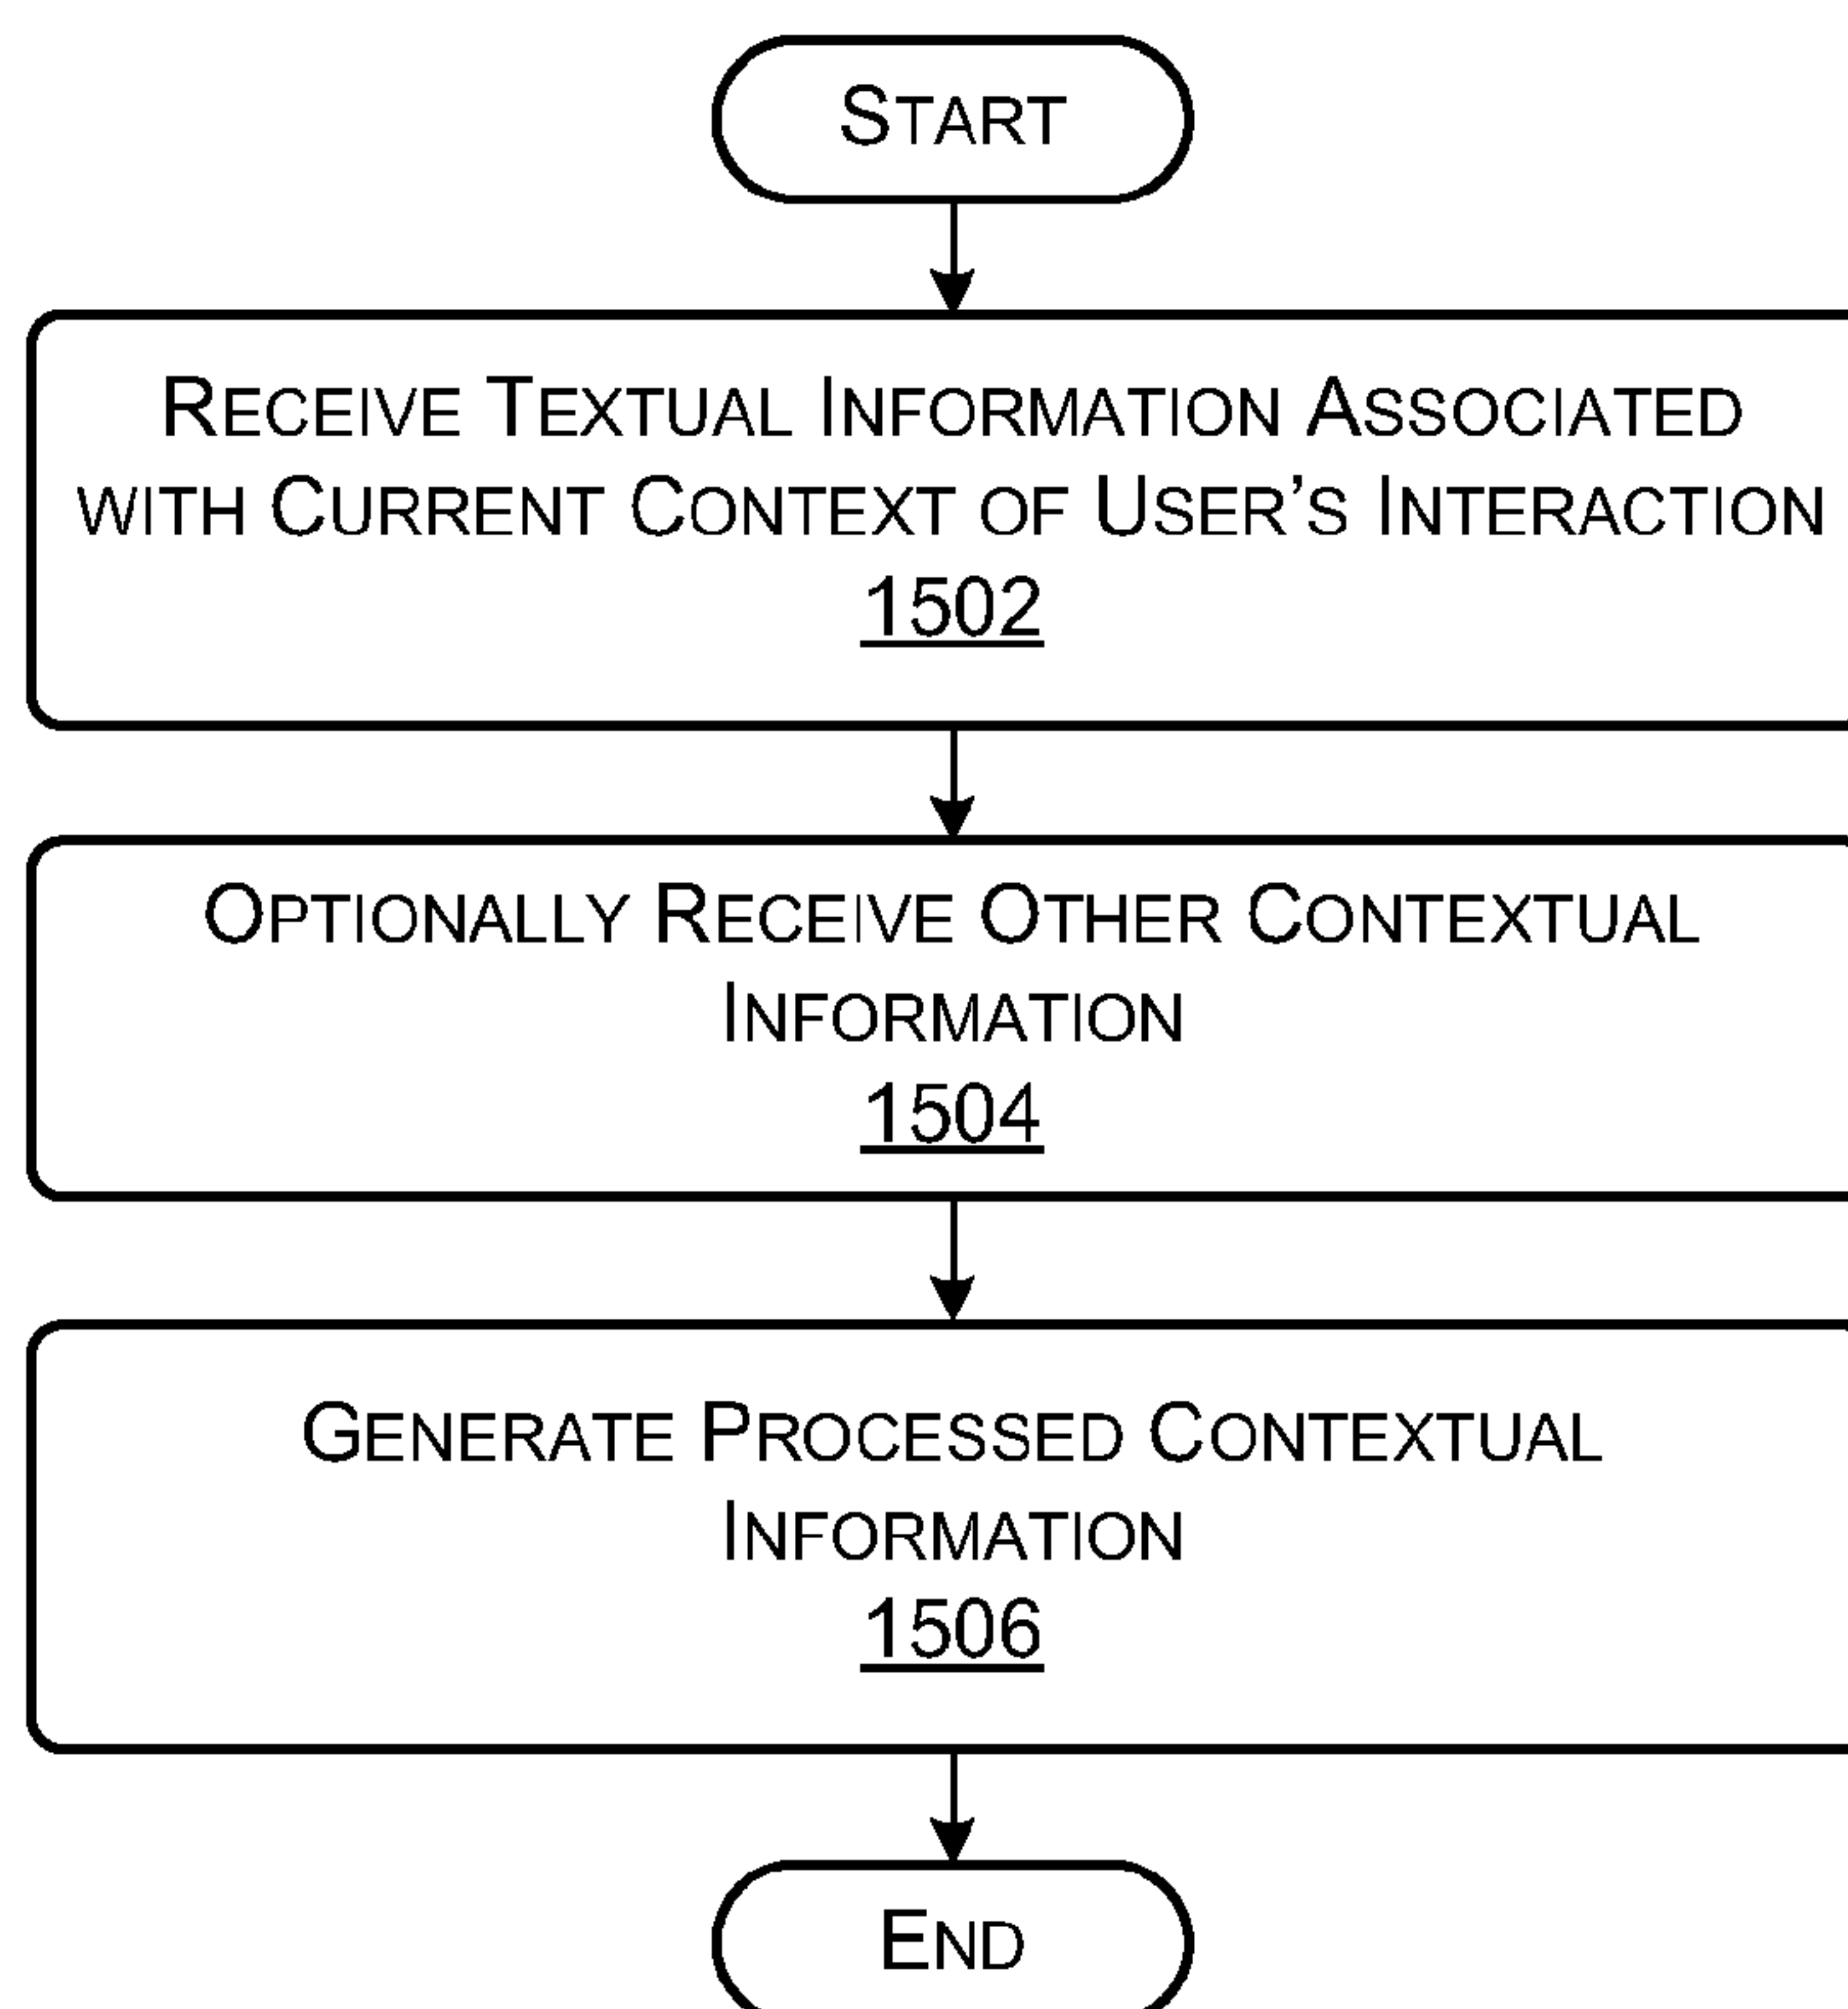 START
RECEIVE TEXTUAL INFORMATION ASSOCIATED
WITH CURRENT CONTEXT OF USER’S INTERACTION
1502
OPTIONALLY RECEIVE OTHER CONTEXTUAL
INFORMATION
1504
GENERATE PROCESSED CONTEXTUAL
INFORMATION
1506
END